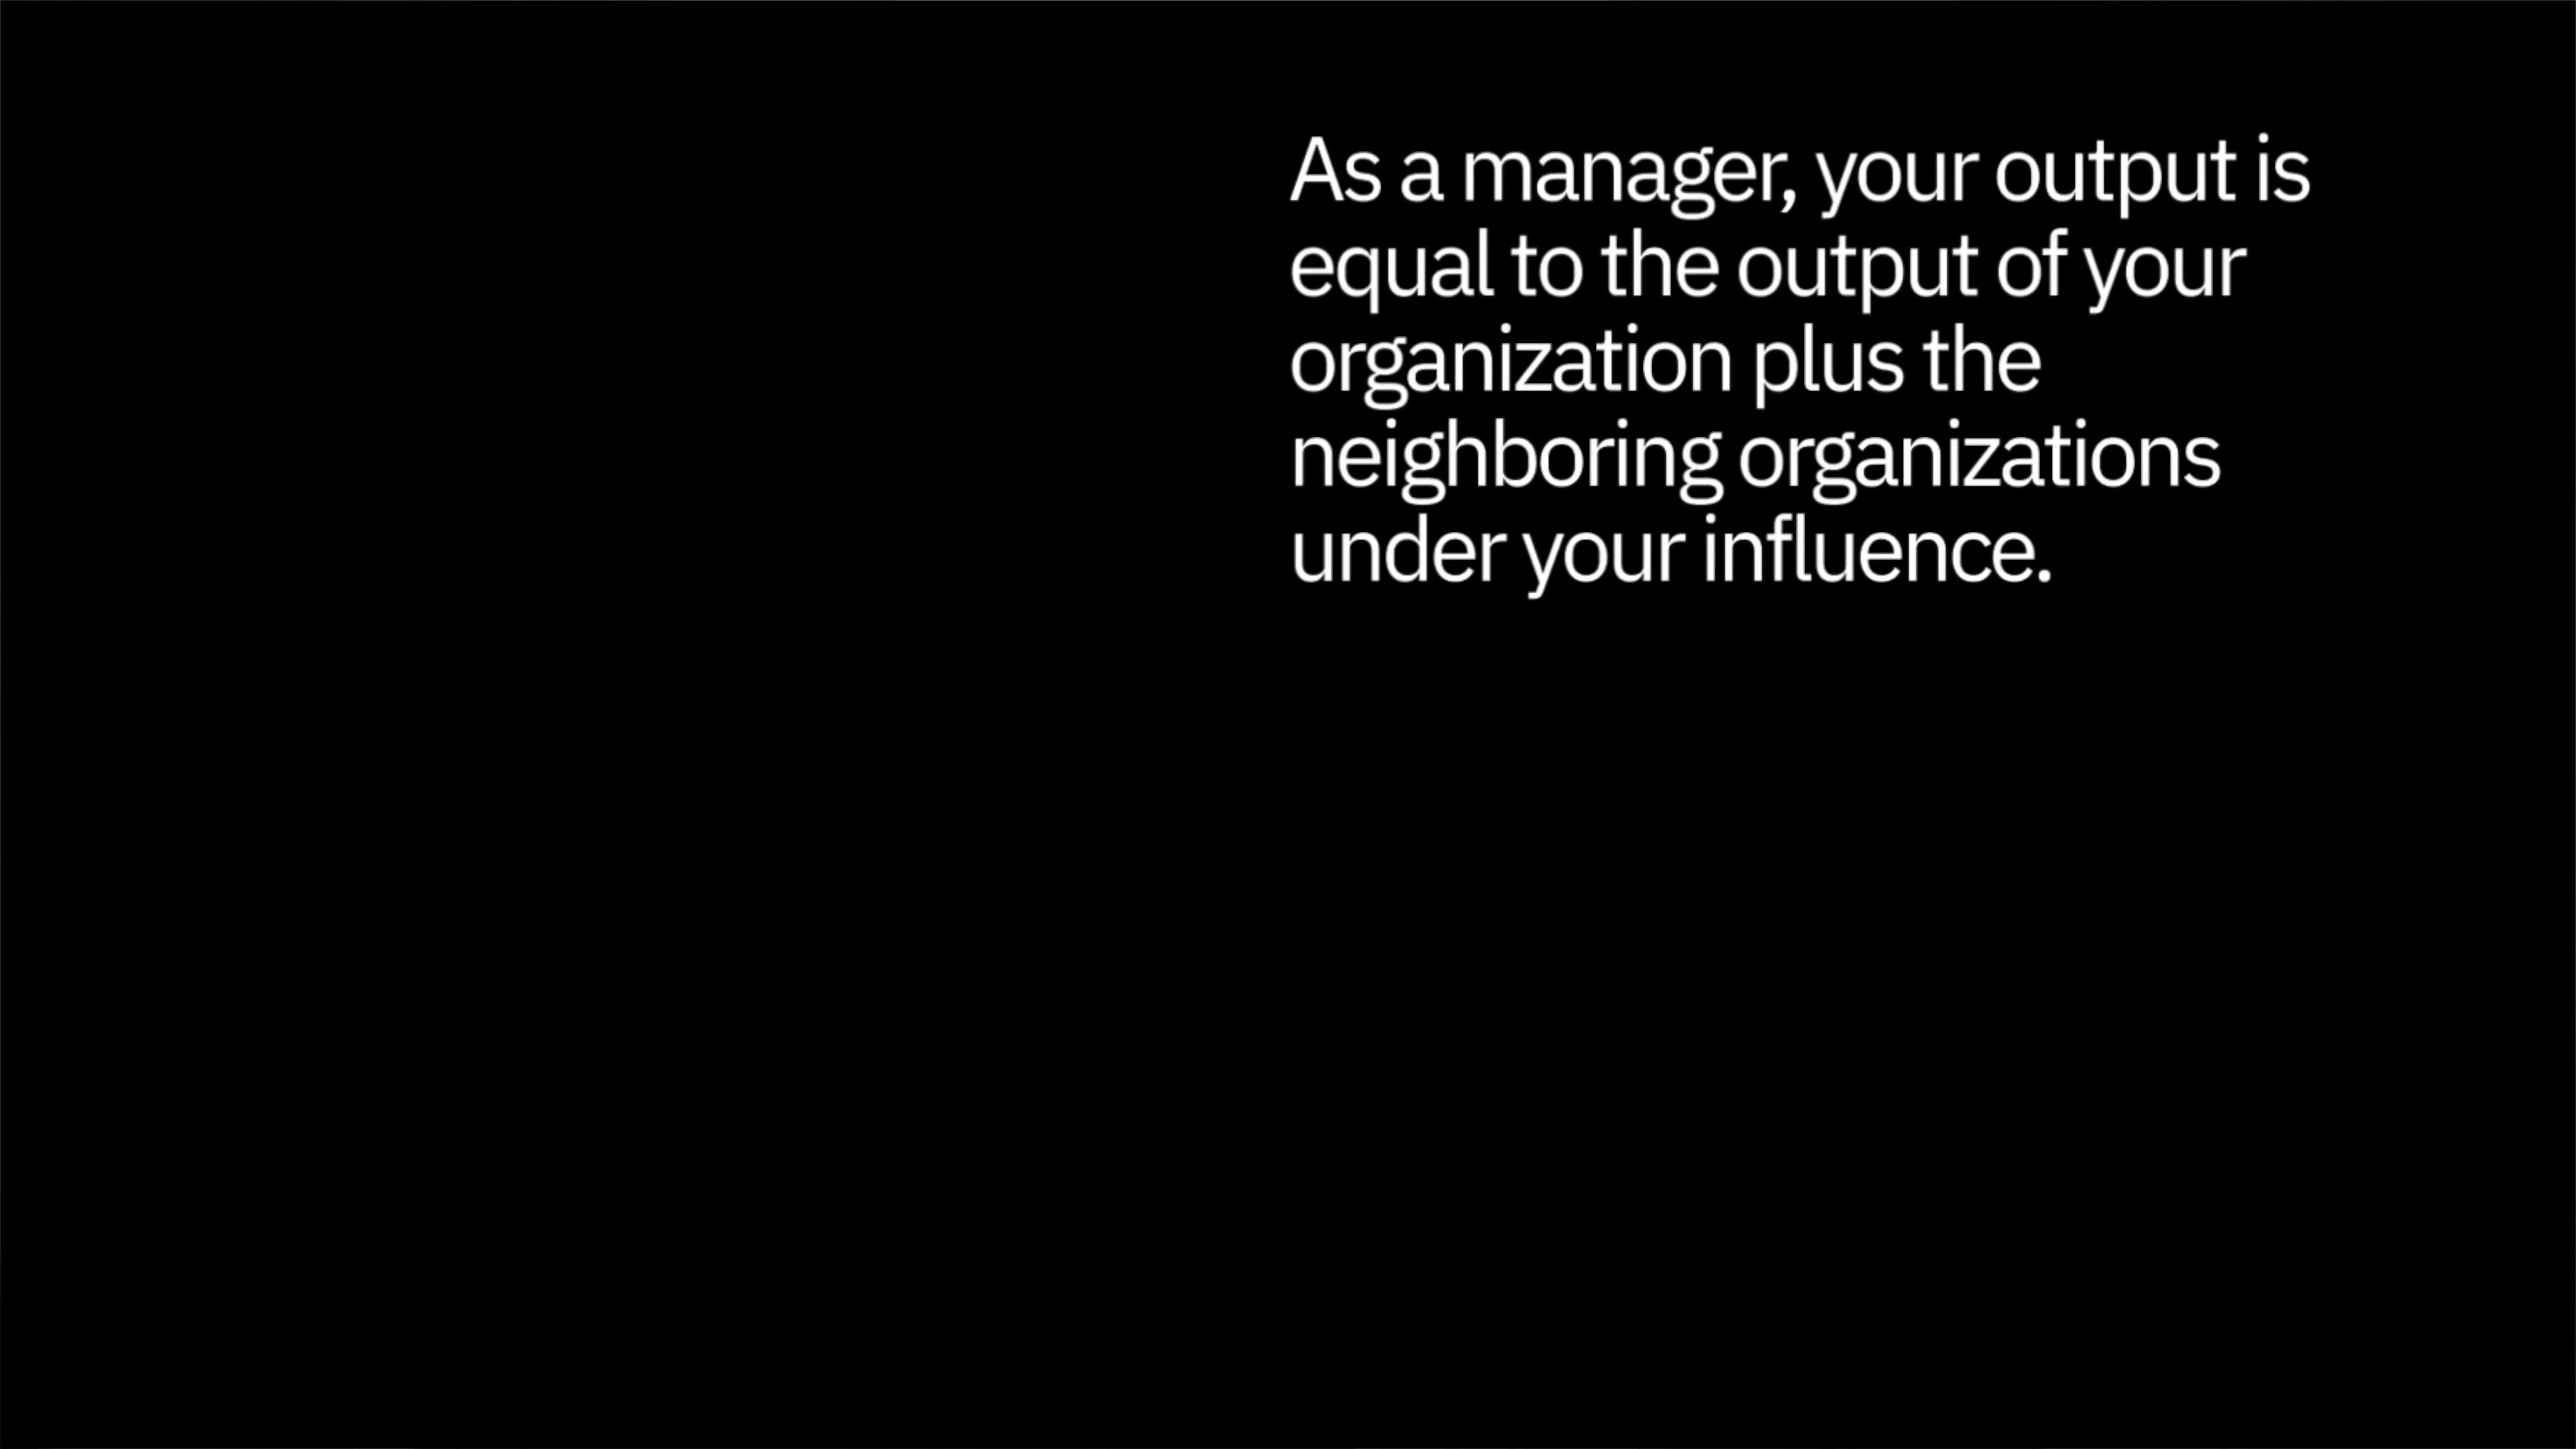 As a manager, your output is
equal to the output of your
organization plus the
neighboring organizations
under your influence.